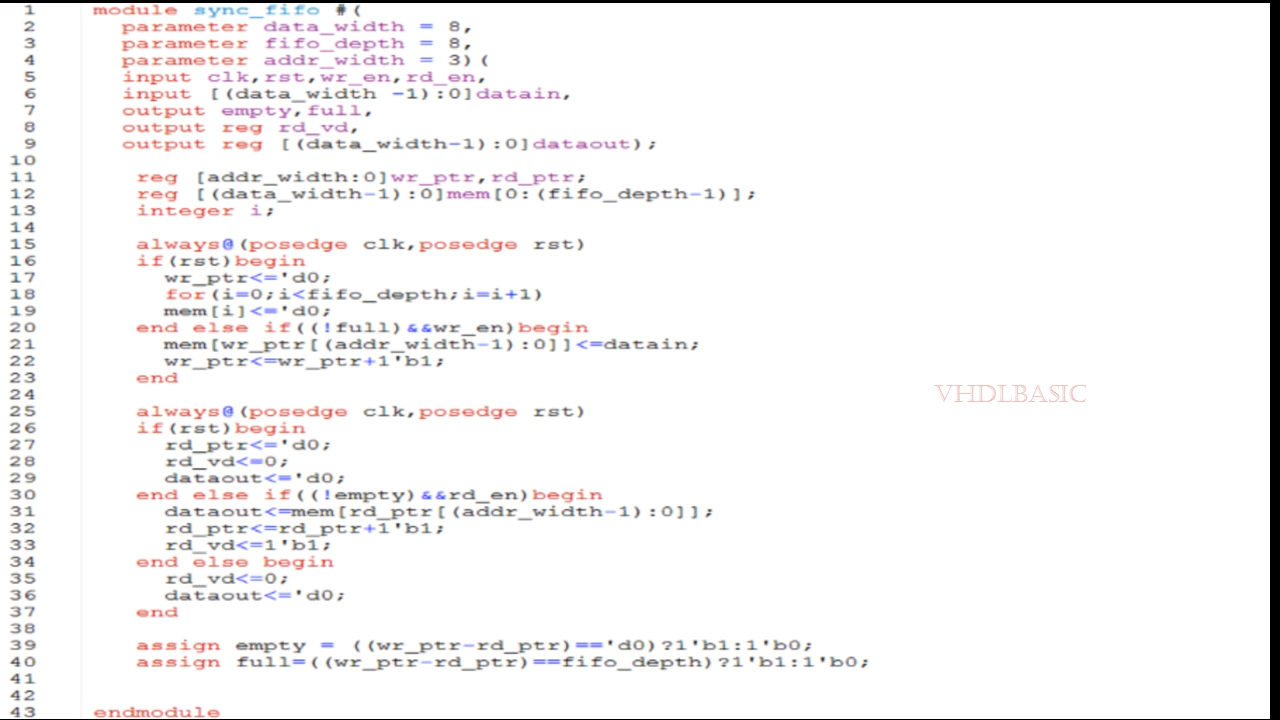 1 module sync_fifo #(
2 parameter data_width = 8,
3 parameter fifo_depth = 8,
4 parameter addr_width = 3)(
5 input clk,rst,wr_en,rd_en,
6 input [(data_width -1):0]datain,
7 output empty,full,
8 output reg rd_vd,
9 output reg [(data_width-1):0]dataout);
10
11 reg [addr_width:0]wr_ptr,rd_ptr;
12 reg [(data_width-1):0]mem[0:(fifo_depth-1)];
13 integer i;
14
15 always@(posedge clk,posedge rst)
16 if(rst)begin
17 wr_ptr<='d0;
18 for(i=0;i<fifo_depth;i=i+1)
19 mem[i]<='d0;
20 end else if((!full)&&wr_en)begin
21 mem[wr_ptr[(addr_width-1):0]]<=datain;
22 wr_ptr<=wr_ptr+1'b1;
23 end
24
VHDLBASIC
25 always@(posedge clk,posedge rst)
26 if(rst)begin
27 rd_ptr<='d0;
28 rd_vd<=0;
29 dataout<='d0;
30 end else if((!empty)&&rd_en)begin
31 dataout<=mem[rd_ptr[(addr_width-1):0]];
32 rd_ptr<=rd_ptr+1'b1;
33 rd_vd<=1'b1;
34 end else begin
35 rd_vd<=0;
36 dataout<='d0;
37 end
38
39 assign empty = ((wr_ptr-rd_ptr)=='d0)?1'b1:1'b0;
40 assign full=((wr_ptr-rd_ptr)==fifo_depth)?1'b1:1'b0;
41
42
43 endmodule